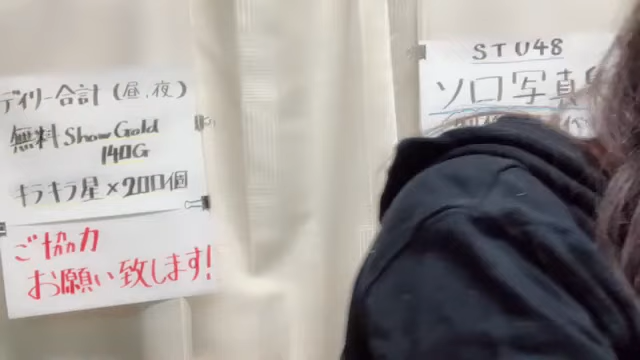 デイリー合計(昼、夜)
無料 Show Gold
140G
キラキラ星×200個
ご協力
お願い致します!
STU48
ソロ写真